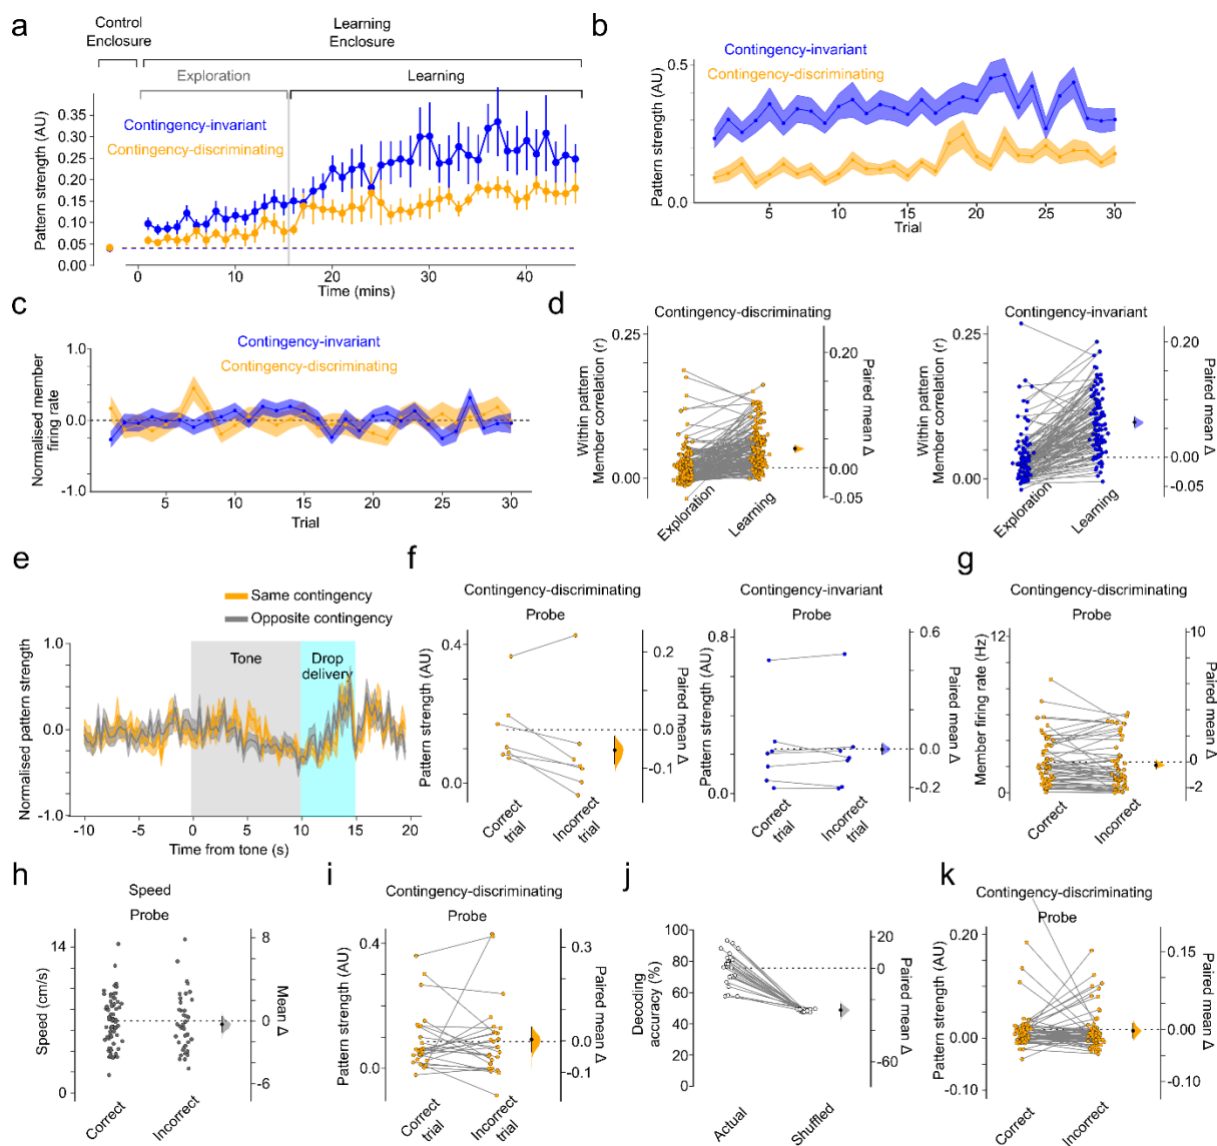 a
Control
Enclosure
Learning
Enclosure
Exploration
Learning
Contingency-invariant
Contingency-discriminating
Pattern strength (AU)
0.35
0.30
0.25
0.20
0.15
0.10
0.05
0.00
0
10
20
30
40
Time (mins)
b
Contingency-invariant
Contingency-discriminating
Pattern strength (AU)
0.5
0.0
5
10
15
20
25
30
Trial
c
Contingency-invariant
Contingency-discriminating
Normalised member
firing rate
1.0
0.0
-1.0
5
10
15
20
25
30
Trial
d
Contingency-discriminating
Within pattern
Member correlation (r)
0.25
0.00
Exploration
Learning
0.20
0.00
-0.05
Paired mean Δ
Contingency-invariant
Within pattern
Member correlation (r)
0.25
0.00
Exploration
Learning
0.20
0.00
-0.05
Paired mean Δ
e
Same contingency
Opposite contingency
Normalised pattern strength
1.0
0.0
-1.0
Tone
Drop
delivery
-10
-5
0
5
10
15
20
Time from tone (s)
f
Contingency-discriminating
Probe
Pattern strength (AU)
0.4
0.0
Correct
trial
Incorrect
trial
0.2
0.0
-0.1
Paired mean Δ
Contingency-invariant
Probe
Pattern strength (AU)
0.8
0.0
Correct
trial
Incorrect
trial
0.6
0.0
-0.2
Paired mean Δ
g
Contingency-discriminating
Probe
Member firing rate (Hz)
12
0
Correct
Incorrect
10
0
-2
Paired mean Δ
h
Speed
Probe
Speed (cm/s)
14
0
Correct
Incorrect
8
0
-6
Mean Δ
i
Contingency-discriminating
Probe
Pattern strength (AU)
0.4
0.0
Correct
trial
Incorrect
trial
0.3
0.0
-0.1
Paired mean Δ
j
Decoding
accuracy (%)
100
80
60
40
20
0
Actual
Shuffled
20
0
-60
Paired mean Δ
k
Contingency-discriminating
Probe
Pattern strength (AU)
0.20
0.00
-0.10
Correct
Incorrect
0.15
0.00
-0.10
Paired mean Δ